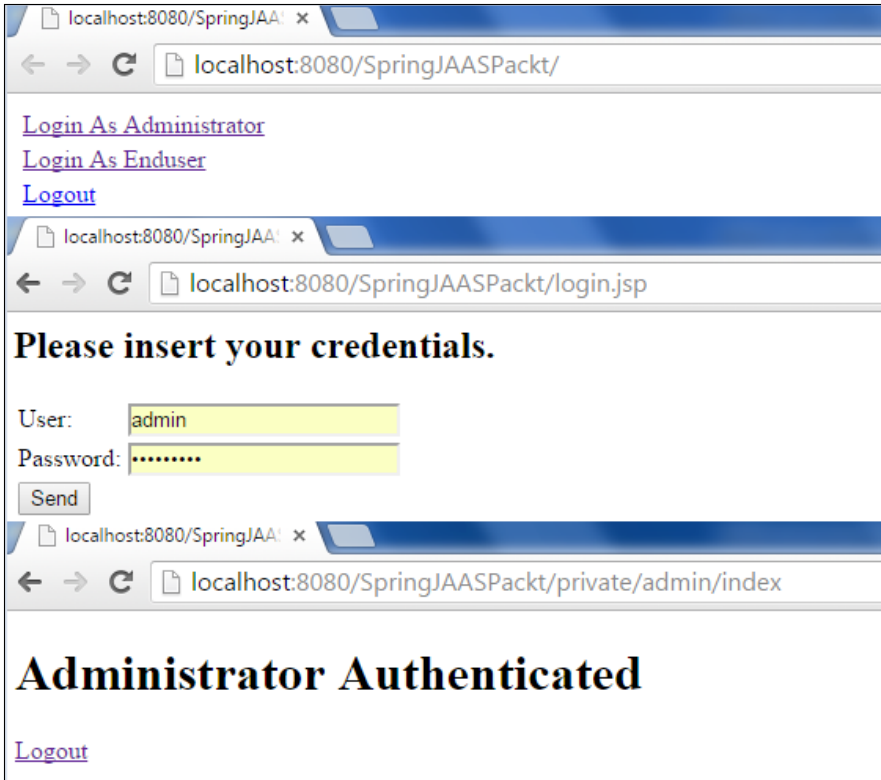 localhost:8080/SpringJAA
localhost:8080/SpringJAASPackt/
Login As Administrator
Login As Enduser
Logout
localhost:8080/SpringJAA
localhost:8080/SpringJAASPackt/login.jsp
Please insert your credentials.
User: admin
Password: •••••••••
Send
localhost:8080/SpringJAA
localhost:8080/SpringJAASPackt/private/admin/index
Administrator Authenticated
Logout